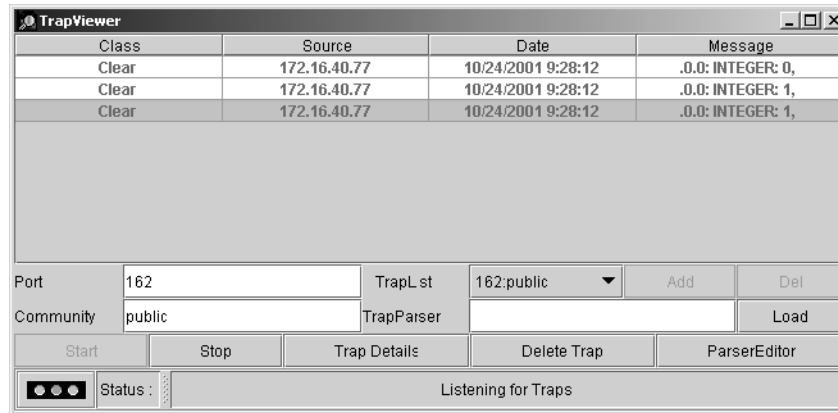 TrapViewer
Class Source Date Message
Clear 172.16.40.77 10/24/2001 9:28:12 .0.0: INTEGER: 0,
Clear 172.16.40.77 10/24/2001 9:28:12 .0.0: INTEGER: 1,
Clear 172.16.40.77 10/24/2001 9:28:12 .0.0: INTEGER: 1,
Port 162 TrapL st 162:public Add Del
Community public TrapParser Load
Start Stop Trap Details Delete Trap ParserEditor
Status : Listening for Traps